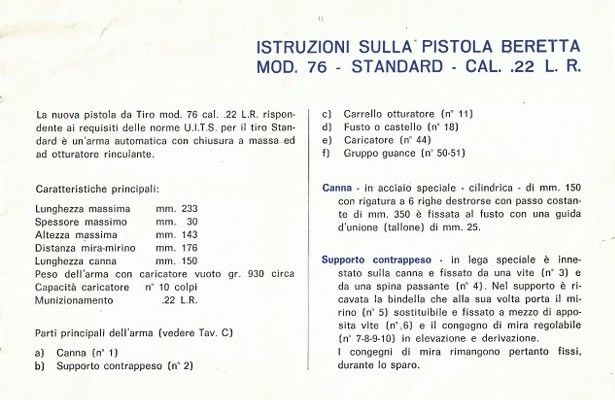 ISTRUZIONI SULLA PISTOLA BERETTA
MOD. 76 - STANDARD - CAL. .22 L. R.
La nuova pistola da Tiro mod. 76 cal. .22 L.R. rispon-
dente ai requisiti delle norme U.I.T.S. per il tiro Stan-
dard è un'arma automatica con chiusura a massa ed
ad otturatore rinculante.
Caratteristiche principali:
Lunghezza massima mm. 233
Spessore massimo mm. 30
Altezza massima mm. 143
Distanza mira-mirino mm. 176
Lunghezza canna mm. 150
Peso dell'arma con caricatore vuoto gr. 930 circa
Capacità caricatore n° 10 colpi
Munizionamento .22 L.R.
Parti principali dell'arma (vedere Tav. C)
a) Canna (n° 1)
b) Supporto contrappeso (n° 2)
c) Carrello otturatore (n° 11)
d) Fusto o castello (n° 18)
e) Caricatore (n° 44)
f) Gruppo guance (n° 50-51)
Canna - in acciaio speciale - cilindrica - di mm. 150
con rigatura a 6 righe destrorse con passo costan-
te di mm. 350 è fissata al fusto con una guida
d'unione (tallone) di mm. 25.
Supporto contrappeso - in lega speciale è inne-
stato sulla canna e fissato da una vite (n° 3) e
da una spina passante (n° 4). Nel supporto è ri-
cavata la bindella che alla sua volta porta il mi-
rino (n° 5) sostituibile e fissato a mezzo di appo-
sita vite (n° 6) e il congegno di mira regolabile
(n° 7-8-9-10) in elevazione e derivazione.
I congegni di mira rimangono pertanto fissi,
durante lo sparo.